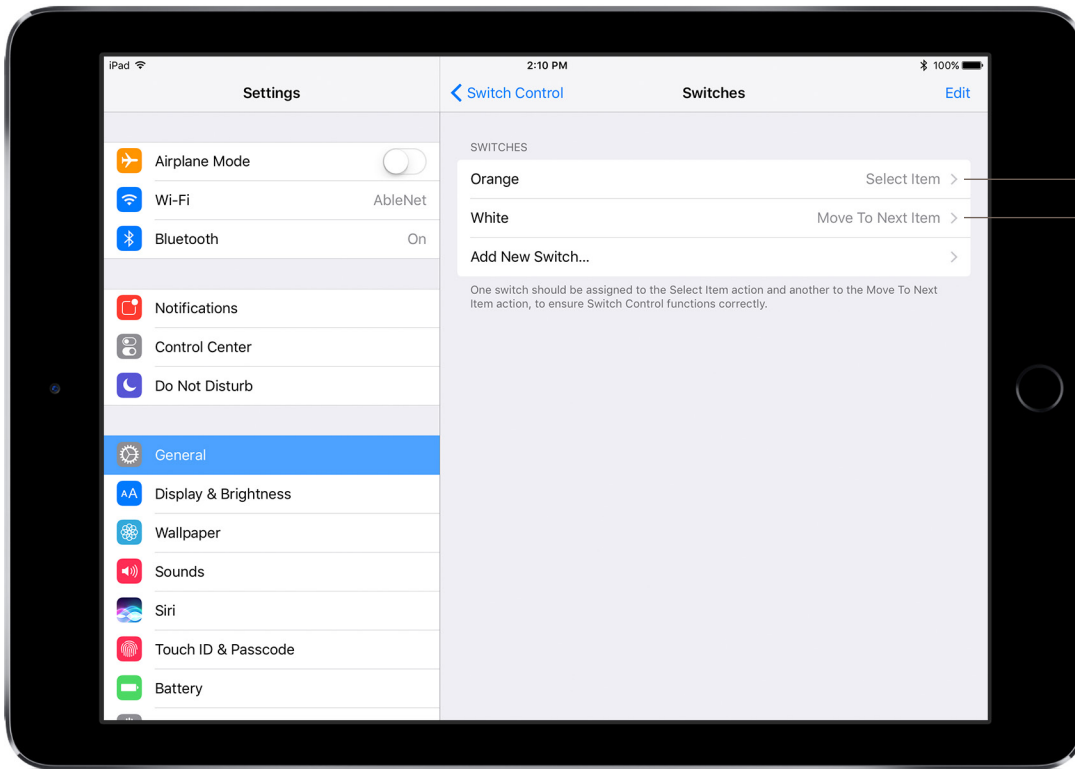 iPad
2:10 PM
100%
Settings
Switch Control
Switches
Edit
Airplane Mode
Wi-Fi
AbleNet
Bluetooth
On
Notifications
Control Center
Do Not Disturb
General
AA Display & Brightness
Wallpaper
Sounds
Siri
Touch ID & Passcode
Battery
SWITCHES
Orange
Select Item
White
Move To Next Item
Add New Switch...
One switch should be assigned to the Select Item action and another to the Move To Next
Item action, to ensure Switch Control functions correctly.